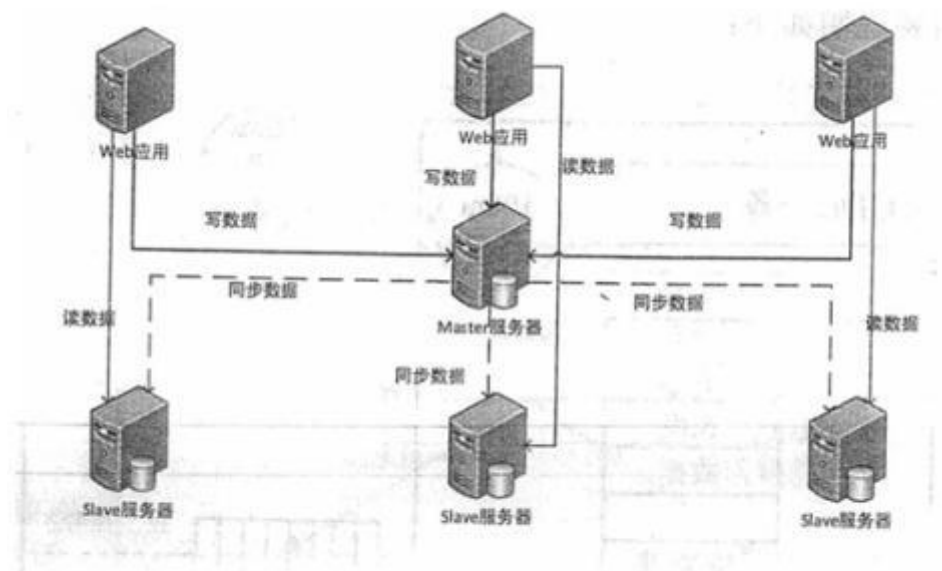 Web应用
Web应用
Web应用
写数据
读数据
写数据
写数据
同步数据
同步数据
读数据
Master服务器
读数据
同步数据
Slave服务器
Slave服务器
Slave服务器